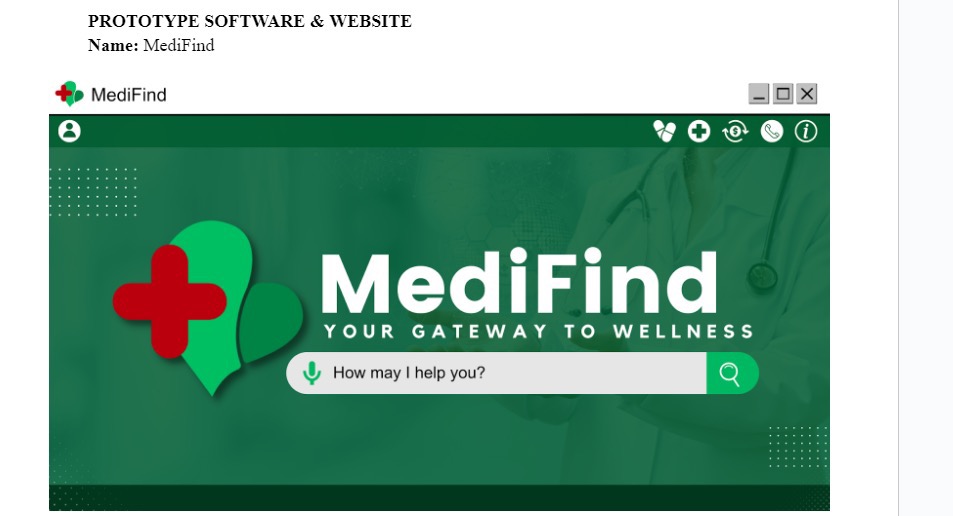 PROTOTYPE SOFTWARE & WEBSITE
Name: MediFind
MediFind
MediFind
YOUR GATEWAY TO WELLNESS
How may I help you?